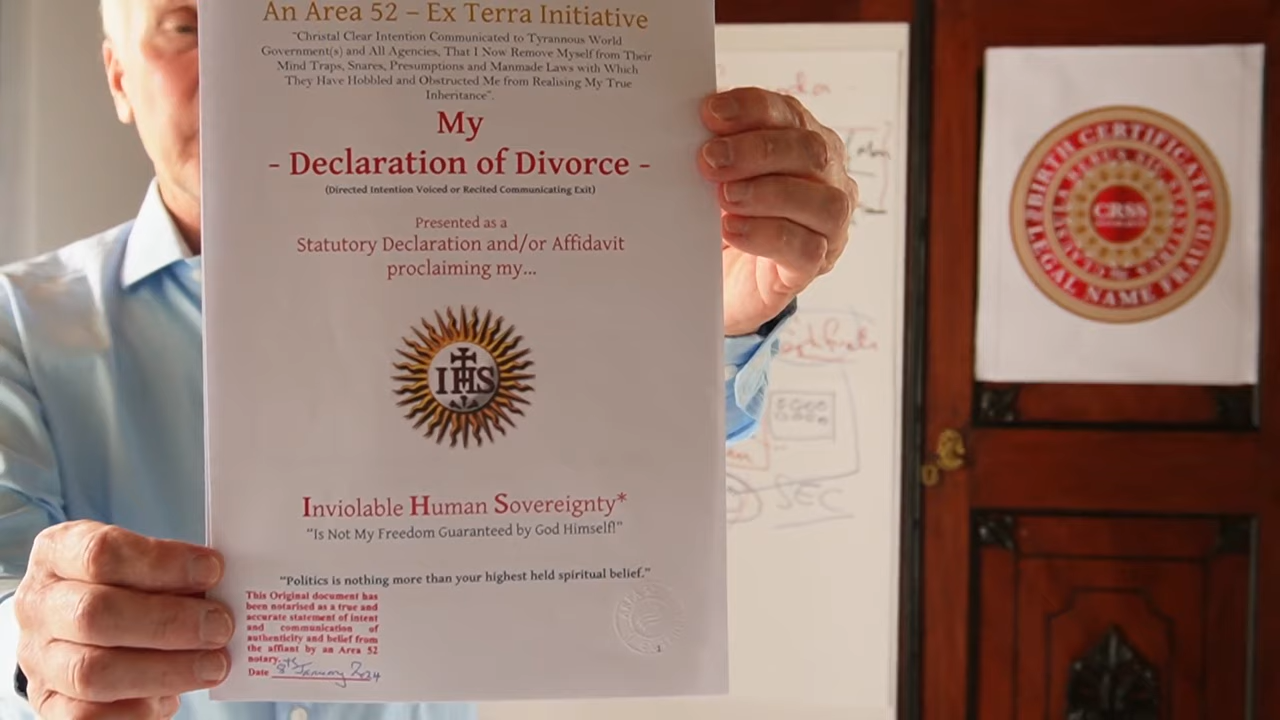 An Area 52 – Ex Terra Initiative
"Christal Clear Intention Communicated to Tyrannous World
Government(s) and All Agencies, That I Now Remove Myself from Their
Mind Traps, Snares, Presumptions and Manmade Laws with Which
They Have Hobbled and Obstructed Me from Realising My True
Inheritance".
My
- Declaration of Divorce -
(Directed Intention Voiced or Recited Communicating Exit)
Presented as a
Statutory Declaration and/or Affidavit
proclaiming my...
IHS
Inviolable Human Sovereignty*
"Is Not My Freedom Guaranteed by God Himself!"
"Politics is nothing more than your highest held spiritual belief."
This Original document has
been notarised as a true and
accurate statement of intent
and communication of
authenticity and belief from
the affiant by an Area 52
notary.
Date 8th January 2024
1
SEC
BIRTH CERTIFICATE
LEGAL NAME FRAUD
CRSS